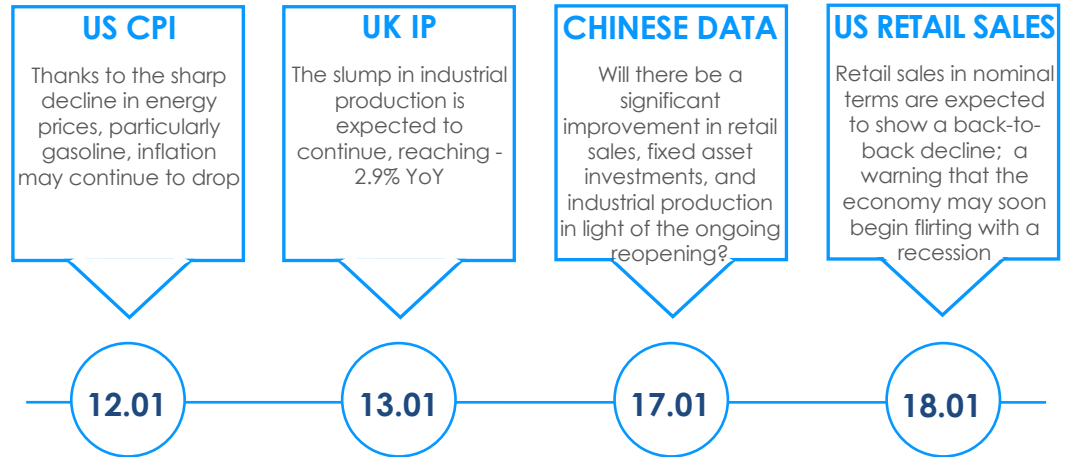 US CPI
Thanks to the sharp
decline in energy
prices, particularly
gasoline, inflation
may continue to drop
UK IP
The slump in industrial
production is
expected to
continue, reaching -
2.9% YoY
CHINESE DATA
Will there be a
significant
improvement in retail
sales, fixed asset
investments, and
industrial production
in light of the ongoing
reopening?
US RETAIL SALES
Retail sales in nominal
terms are expected
to show a back-to-
back decline;  a
warning that the
economy may soon
begin flirting with a
recession
12.01
13.01
17.01
18.01